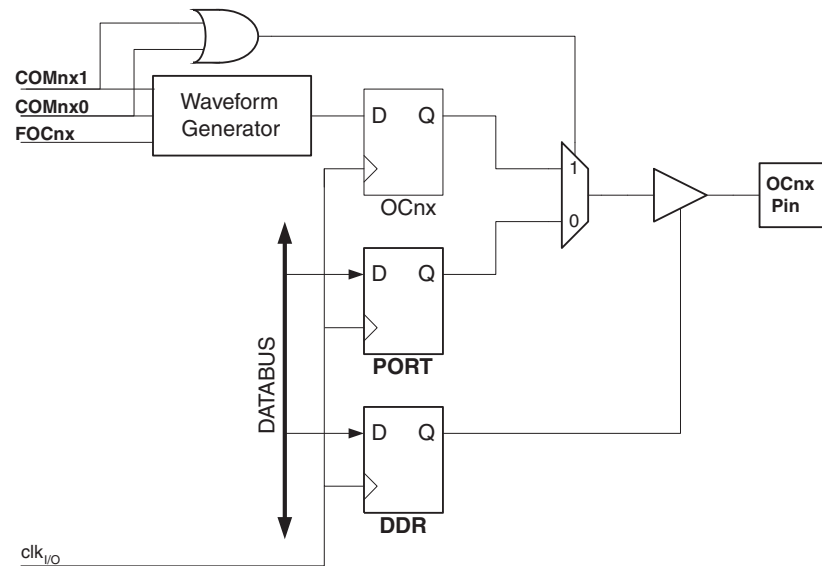 COMnx1
COMnx0
FOCnx
Waveform
Generator
D Q
OCnx
1
0
OCnx
Pin
D Q
PORT
D Q
DDR
DATABUS
clkI/O